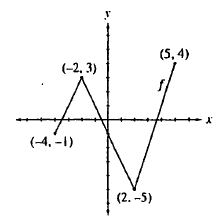 y
(5, 4)
(−2, 3)
f
x
(−4, −1)
(2, −5)